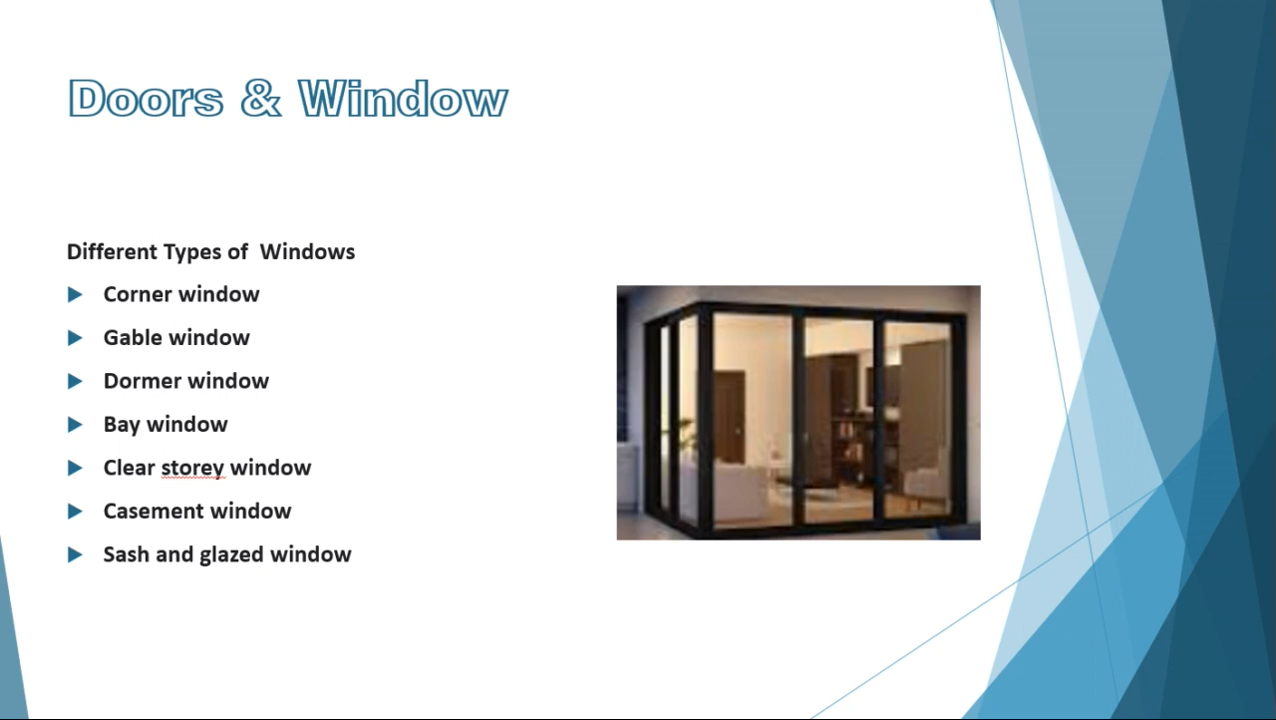 Doors & Window
Different Types of  Windows
Corner window
Gable window
Dormer window
Bay window
Clear storey window
Casement window
Sash and glazed window